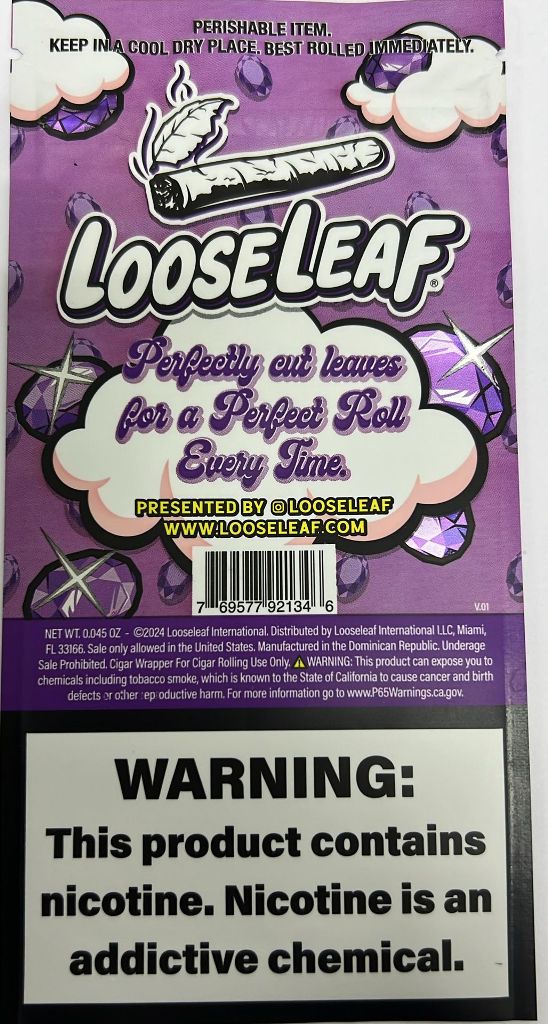 PERISHABLE ITEM.
KEEP IN A COOL DRY PLACE. BEST ROLLED IMMEDIATELY.
LOOSELEAF®
Perfectly cut leaves
for a Perfect Roll
Every Time.
PRESENTED BY @LOOSELEAF
WWW.LOOSELEAF.COM
7 69577 92134 6
V.01
NET WT. 0.045 OZ - ©2024 Looseleaf International. Distributed by Looseleaf International LLC, Miami,
FL 33166. Sale only allowed in the United States. Manufactured in the Dominican Republic. Underage
Sale Prohibited. Cigar Wrapper For Cigar Rolling Use Only. ⚠WARNING: This product can expose you to
chemicals including tobacco smoke, which is known to the State of California to cause cancer and birth
defects or other reproductive harm. For more information go to www.P65Warnings.ca.gov.
WARNING:
This product contains
nicotine. Nicotine is an
addictive chemical.